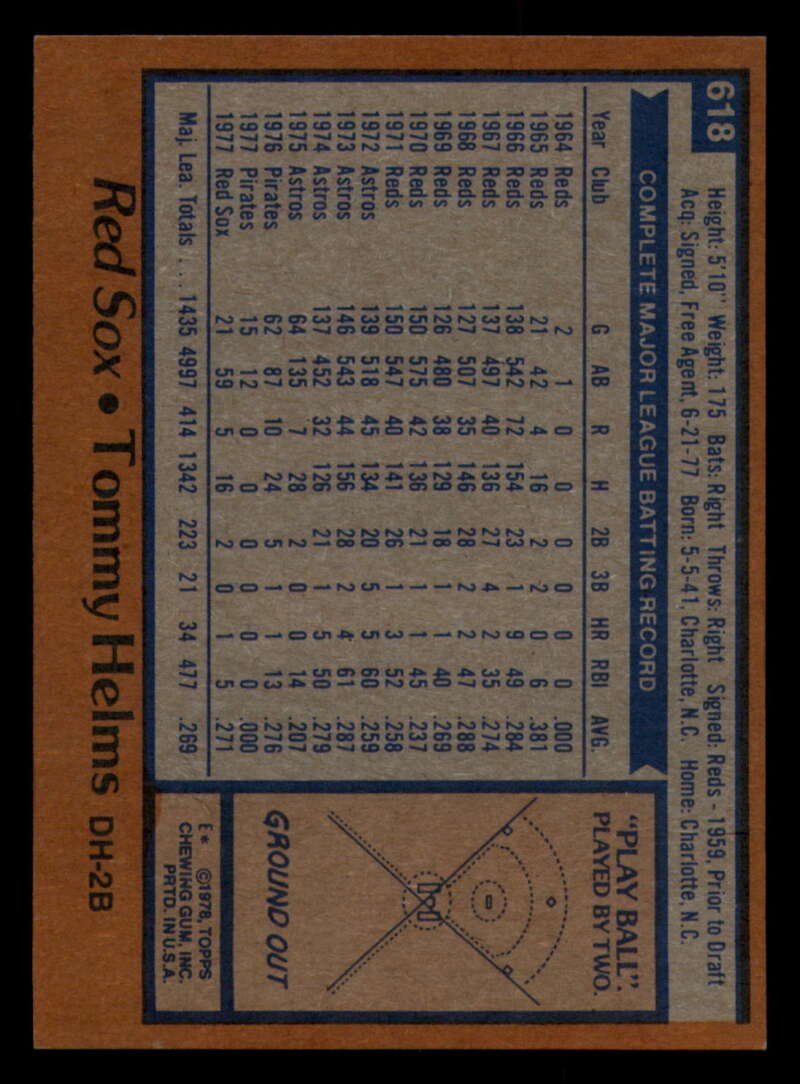 618
Height: 5'10" Weight: 175 Bats: Right Throws: Right Signed: Reds - 1959, Prior to Draft
Acq: Signed, Free Agent, 6-21-77 Born: 5-5-41, Charlotte, N.C. Home: Charlotte, N.C.
COMPLETE MAJOR LEAGUE BATTING RECORD
Year Club G AB R H 2B 3B HR RBI AVG.
1964 Reds 2 1 0 0 0 0 0 0 .000
1965 Reds 21 42 4 16 2 2 0 6 .381
1966 Reds 138 542 72 154 23 1 9 49 .284
1967 Reds 137 497 40 136 27 4 2 35 .274
1968 Reds 127 507 35 146 28 2 2 47 .288
1969 Reds 126 480 38 129 18 1 1 40 .269
1970 Reds 150 575 42 136 21 1 1 45 .237
1971 Reds 150 547 40 141 26 1 3 52 .258
1972 Astros 139 518 45 134 20 5 5 60 .259
1973 Astros 146 543 44 156 28 2 4 61 .287
1974 Astros 137 452 32 126 21 1 5 50 .279
1975 Astros 64 135 7 28 2 0 0 14 .207
1976 Pirates 62 87 10 24 5 1 1 13 .276
1977 Pirates 15 12 0 0 0 0 0 0 .000
1977 Red Sox 21 59 5 16 2 0 1 5 .271
Maj. Lea. Totals . . . 1435 4997 414 1342 223 21 34 477 .269
"PLAY BALL".
PLAYED BY TWO.
GROUND OUT
E* ©1978, TOPPS
CHEWING GUM, INC.
PRTD. IN U.S.A.
Red Sox • Tommy Helms DH-2B